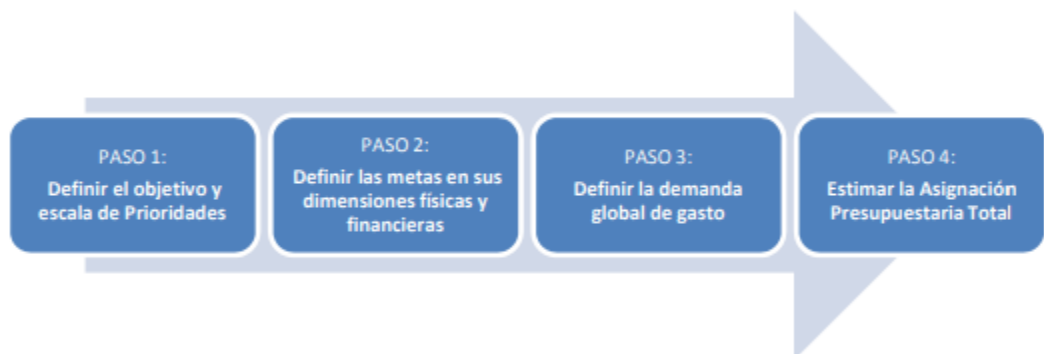 PASO 1:
Definir el objetivo y
escala de Prioridades
PASO 2:
Definir las metas en sus
dimensiones físicas y
financieras
PASO 3:
Definir la demanda
global de gasto
PASO 4:
Estimar la Asignación
Presupuestaria Total